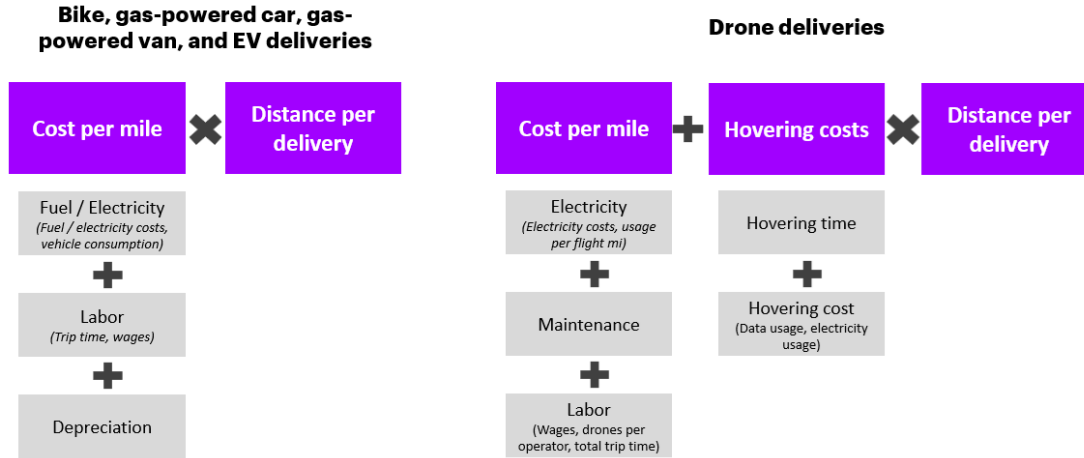 Bike, gas-powered car, gas-
powered van, and EV deliveries
Cost per mile
Distance per
delivery
Fuel / Electricity
(Fuel / electricity costs,
vehicle consumption)
Labor
(Trip time, wages)
Depreciation
Drone deliveries
Cost per mile
Hovering costs
Distance per
delivery
Electricity
(Electricity costs, usage
per flight mi)
Maintenance
Labor
(Wages, drones per
operator, total trip time)
Hovering time
Hovering cost
(Data usage, electricity
usage)